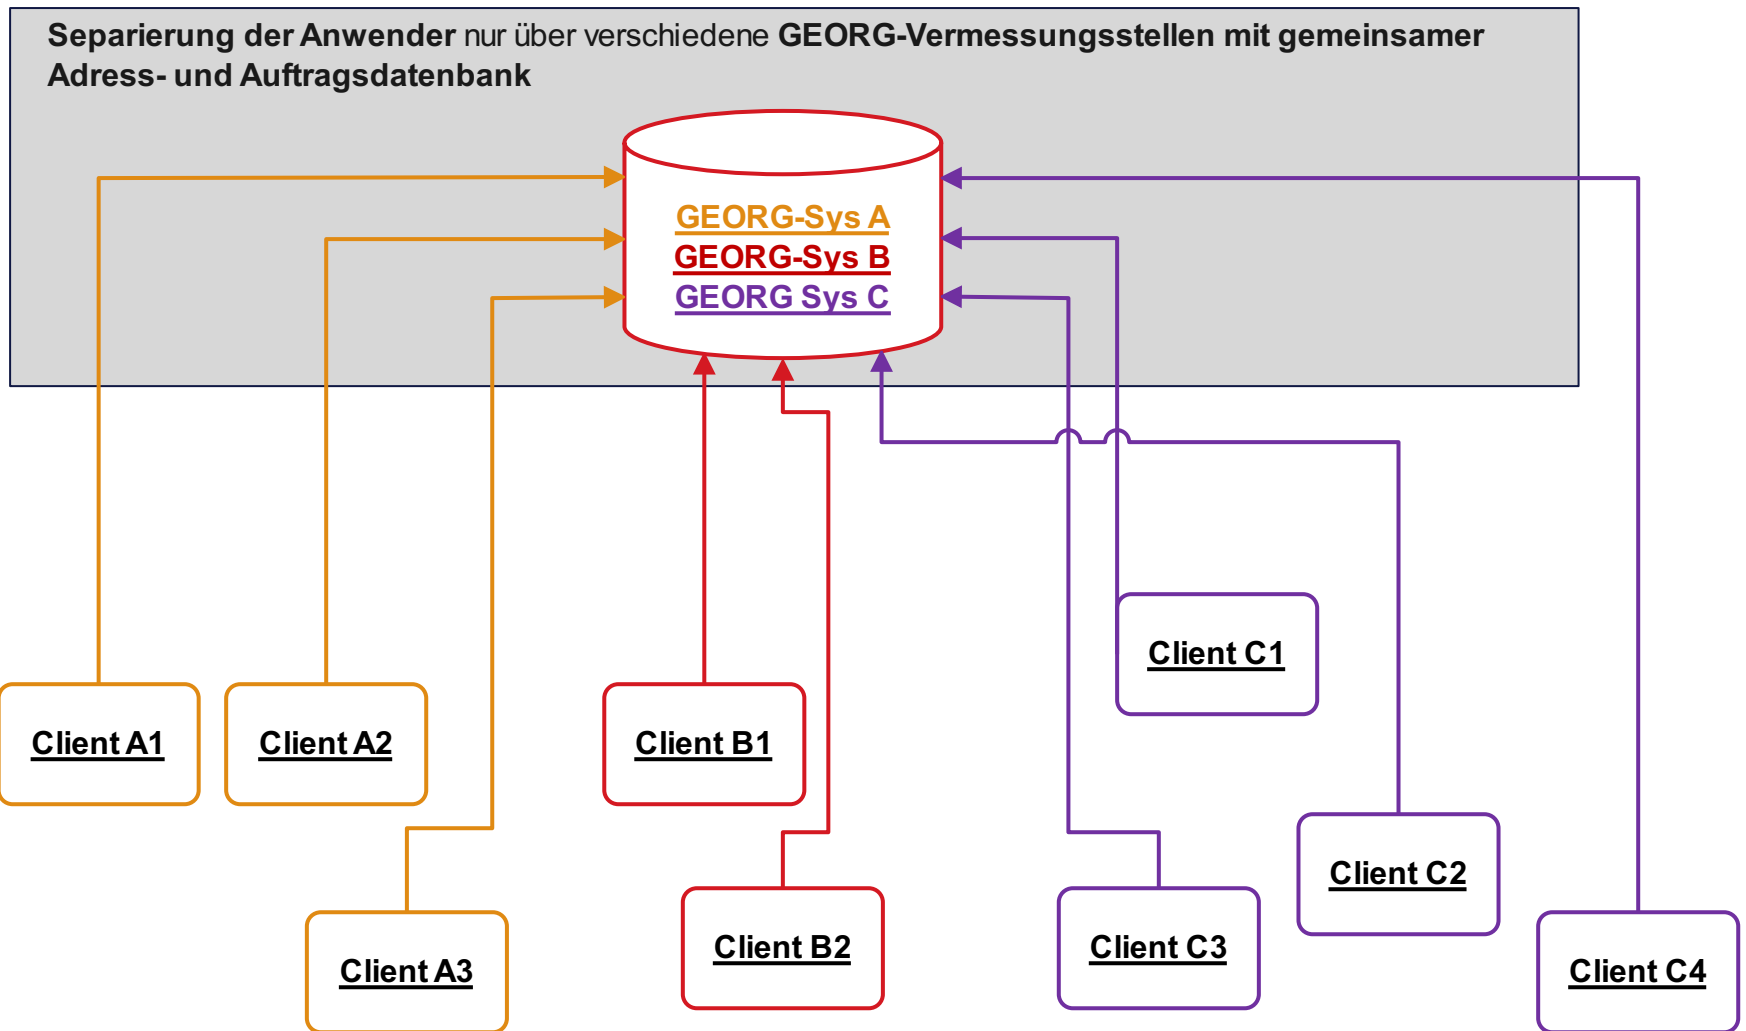 Separierung der Anwender nur über verschiedene GEORG-Vermessungsstellen mit gemeinsamer
Adress- und Auftragsdatenbank
GEORG-Sys A
GEORG-Sys B
GEORG Sys C
Client C1
Client A1
Client A2
Client B1
Client C2
Client B2
Client C3
Client A3
Client C4